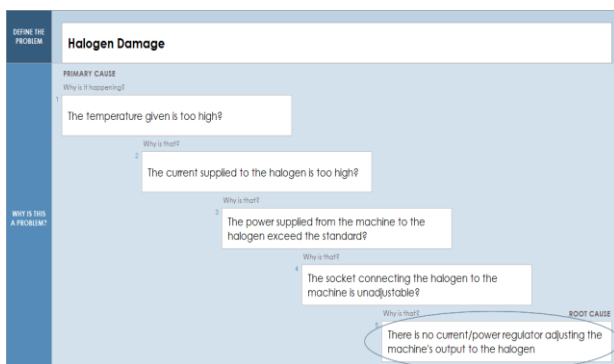 DEFINE THE
PROBLEM
Halogen Damage
PRIMARY CAUSE
Why is it happening?
1
The temperature given is too high?
Why is that?
2
The current supplied to the halogen is too high?
WHY IS THIS
A PROBLEM?
Why is that?
3
The power supplied from the machine to the
halogen exceed the standard?
Why is that?
4
The socket connecting the halogen to the
machine is unadjustable?
Why is that?
ROOT CAUSE
5
There is no current/power regulator adjusting the
machine's output to the halogen